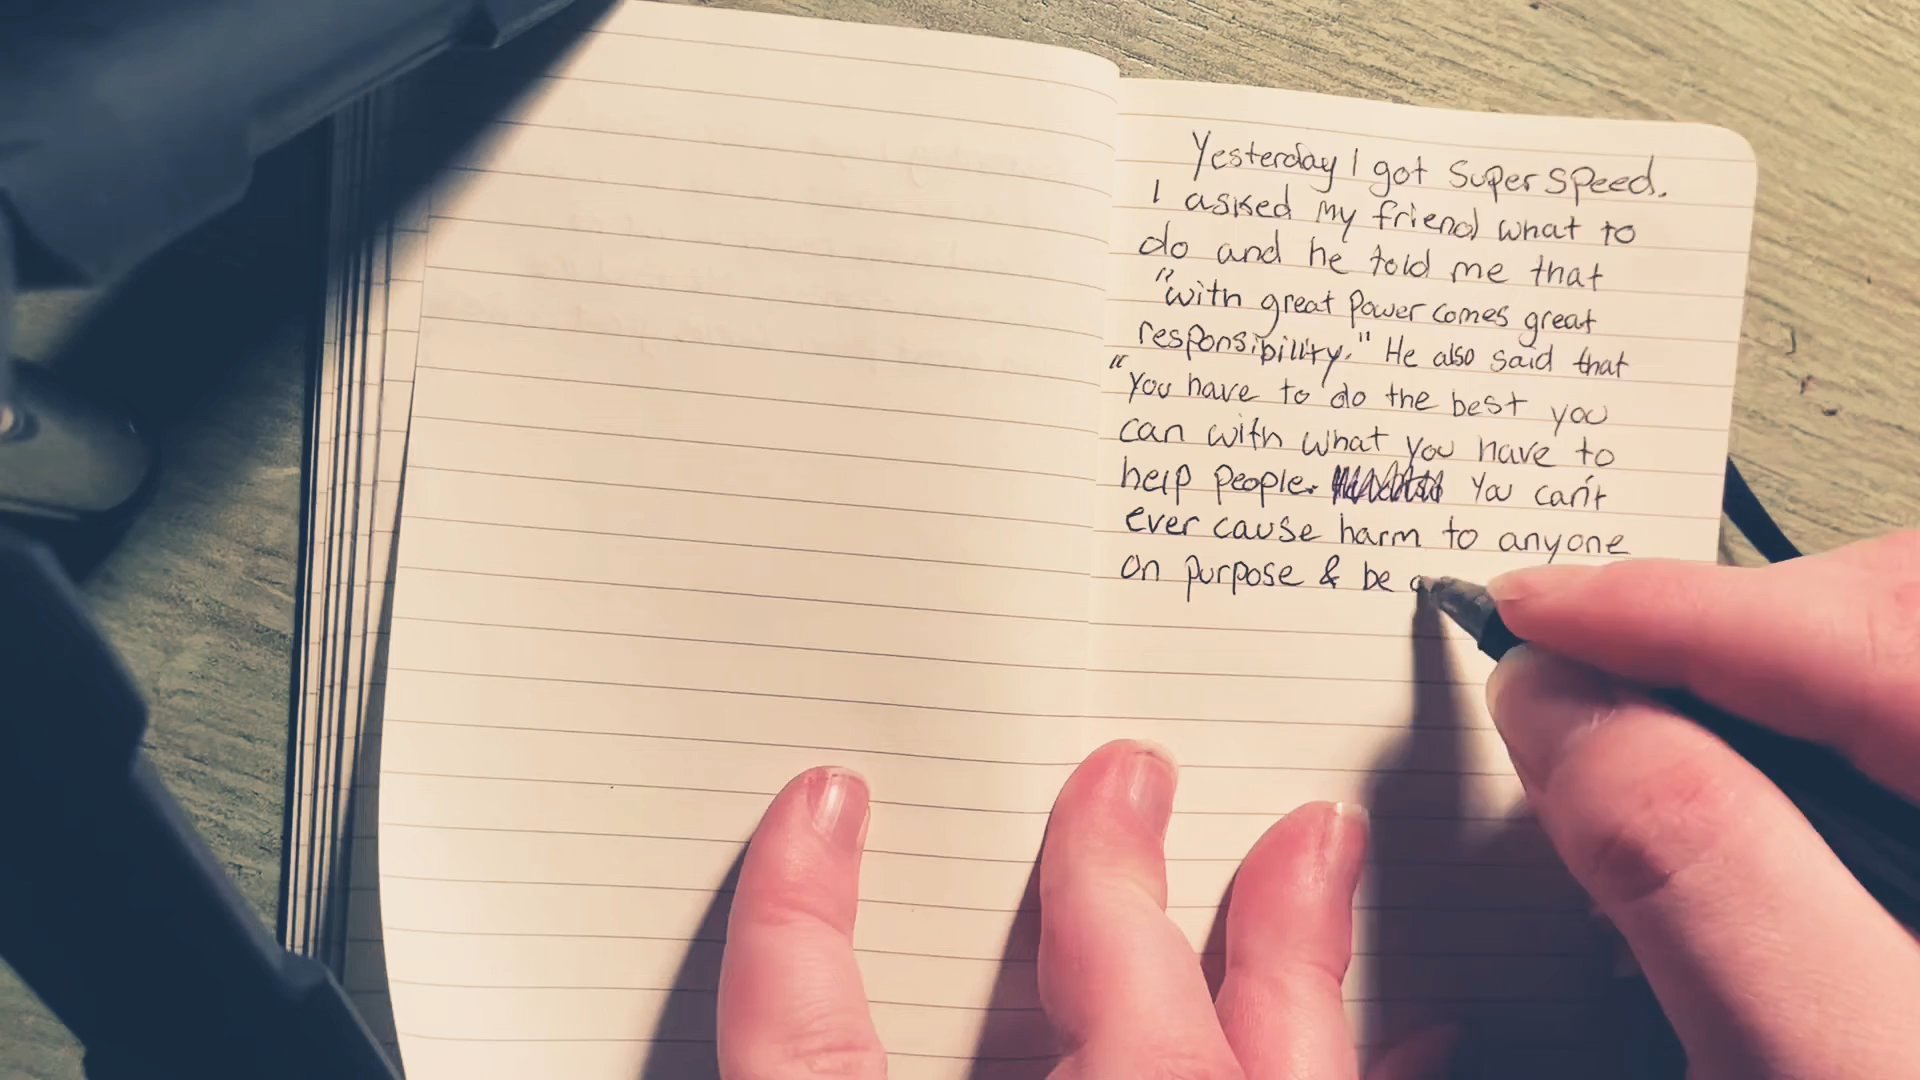 Yesterday I got Super speed.
I asked my friend what to
do and he told me that
"with great power comes great
responsibility." He also said that
"You have to do the best you
can with what you have to
help people. You can't
ever cause harm to anyone
on purpose & be